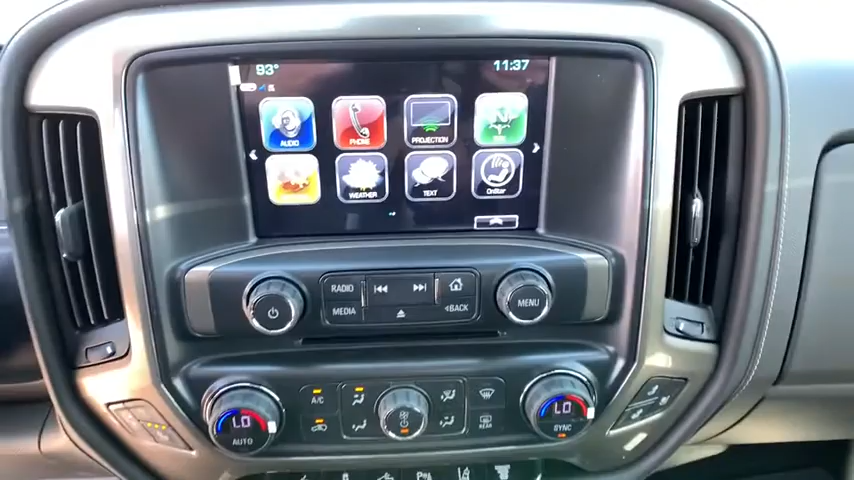 93° 11:37
AUDIO PHONE PROJECTION
WEATHER TEXT OnStar
RADIO
MEDIA BACK
MENU
LO LO
AUTO
A/C
REAR
SYNC